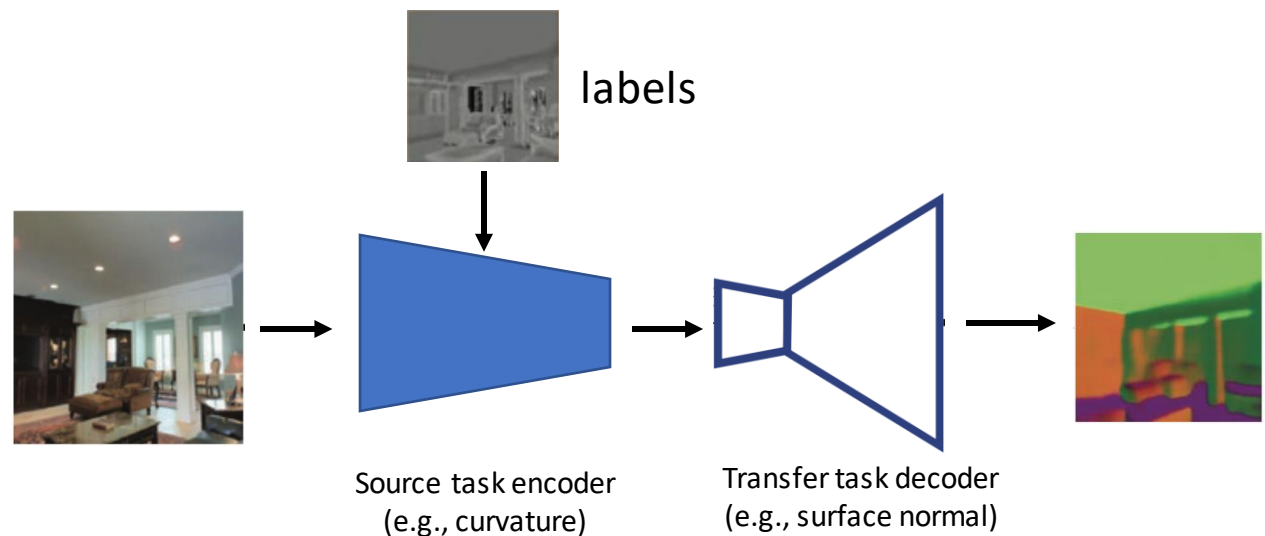 labels
Source task encoder
(e.g., curvature)
Transfer task decoder
(e.g., surface normal)